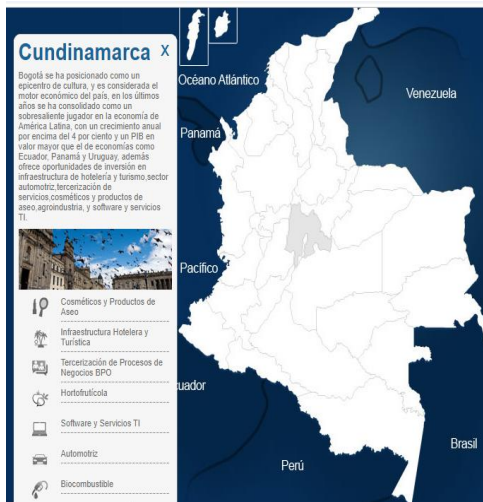 Cundinamarca X
Bogotá se ha posicionado como un
epicentro de cultura, y es considerada el
motor económico del país, en los últimos
años se ha consolidado como un
sobresaliente jugador en la economía de
América Latina, con un crecimiento anual
por encima del 4 por ciento y un PIB en
valor mayor que el de economías como
Ecuador, Panamá y Uruguay, además
ofrece oportunidades de inversión en
infraestructura de hotelería y turismo,sector
automotriz,tercerización de
servicios,cosméticos y productos de
aseo,agroindustria, y software y servicios
TI.
Cosméticos y Productos de
Aseo
Infraestructura Hotelera y
Turística
Tercerización de Procesos de
Negocios BPO
Hortofrutícola
Software y Servicios TI
Automotriz
Biocombustible
Océano Atlántico
Venezuela
Panamá
Pacífico
uador
Brasil
Perú